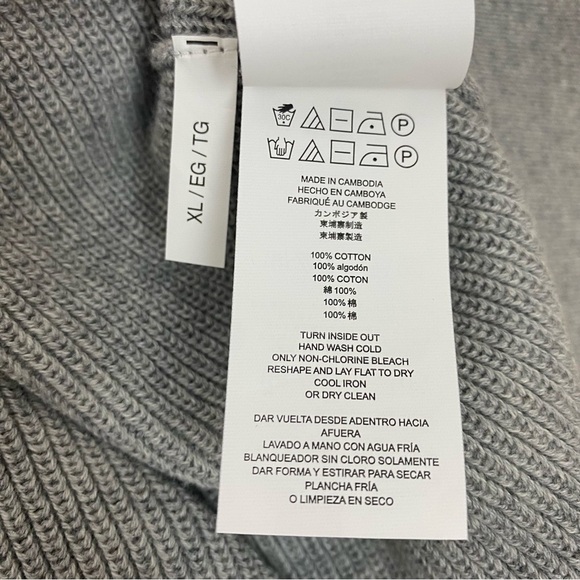 XL / EG / TG
30C
P
P
MADE IN CAMBODIA
HECHO EN CAMBOYA
FABRIQUÉ AU CAMBODGE
カンボジア製
柬埔寨制造
柬埔寨製造
100% COTTON
100% algodón
100% COTON
綿 100%
100% 棉
100% 棉
TURN INSIDE OUT
HAND WASH COLD
ONLY NON-CHLORINE BLEACH
RESHAPE AND LAY FLAT TO DRY
COOL IRON
OR DRY CLEAN
DAR VUELTA DESDE ADENTRO HACIA
AFUERA
LAVADO A MANO CON AGUA FRÍA
BLANQUEADOR SIN CLORO SOLAMENTE
DAR FORMA Y ESTIRAR PARA SECAR
PLANCHA FRÍA
O LIMPIEZA EN SECO